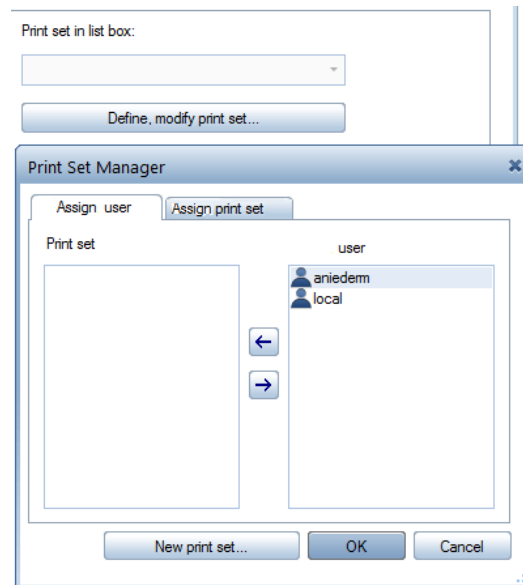 Print set in list box:
Define, modify print set...
Print Set Manager
Assign user
Assign print set
Print set
user
aniederm
local
New print set...
OK
Cancel